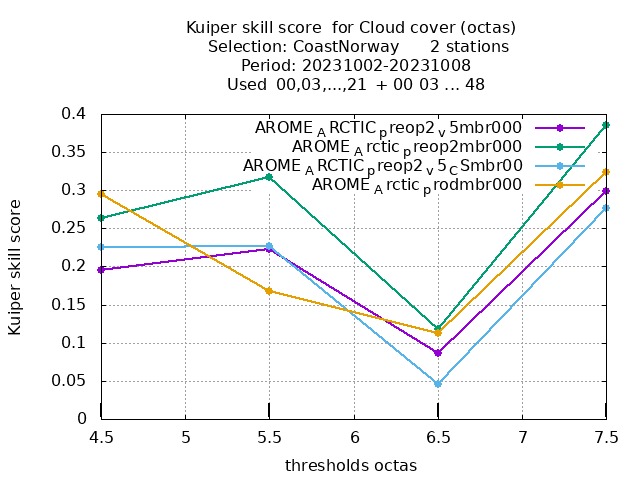 Kuiper skill score  for Cloud cover (octas)
Selection: CoastNorway      2 stations
Period: 20231002-20231008
Used  00,03,...,21  + 00 03 ... 48
AROME_ARCTIC_preop2_v5mbr000
AROME_Arctic_preop2mbr000
AROME_ARCTIC_preop2_v5_CSmbr00
AROME_Arctic_prodmbr000
0.4
0.35
0.3
0.25
0.2
0.15
0.1
0.05
0
Kuiper skill score
4.5 5 5.5 6 6.5 7 7.5
thresholds octas